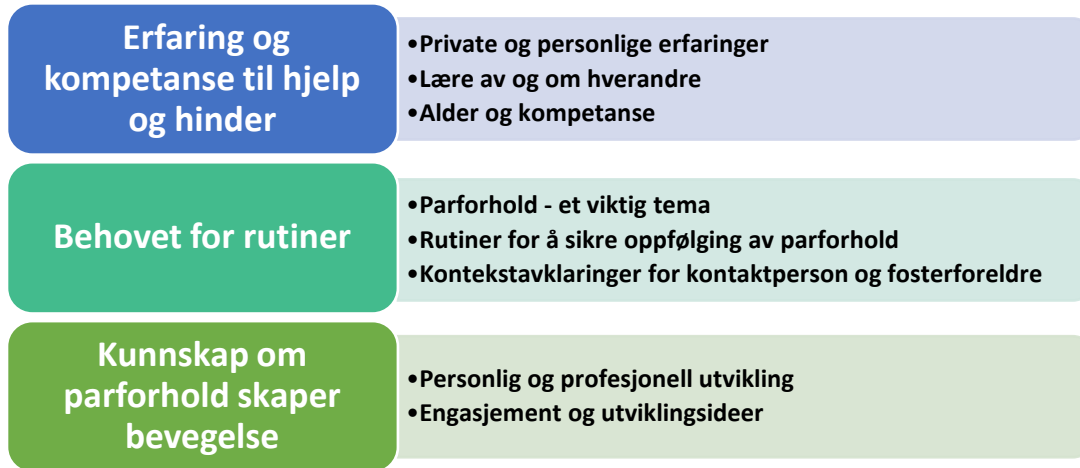 Erfaring og
kompetanse til hjelp
og hinder
•Private og personlige erfaringer
•Lære av og om hverandre
•Alder og kompetanse
Behovet for rutiner
•Parforhold - et viktig tema
•Rutiner for å sikre oppfølging av parforhold
•Kontekstavklaringer for kontaktperson og fosterforeldre
Kunnskap om
parforhold skaper
bevegelse
•Personlig og profesjonell utvikling
•Engasjement og utviklingsideer